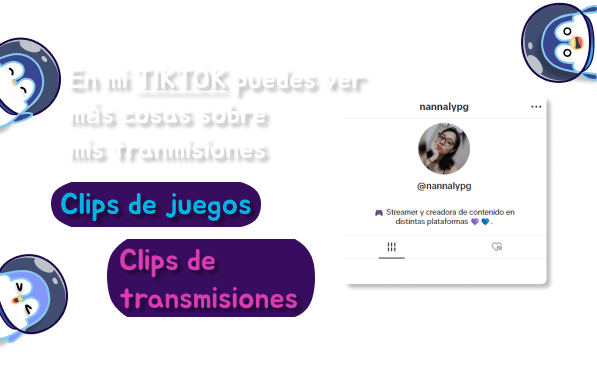 En mi TIKTOK puedes ver
más cosas sobre
mis tranmisiones
Clips de juegos
Clips de
transmisiones
nannalypg
@nannalypg
🎮 Streamer y creadora de contenido en
distintas plataformas 💜 💙 .